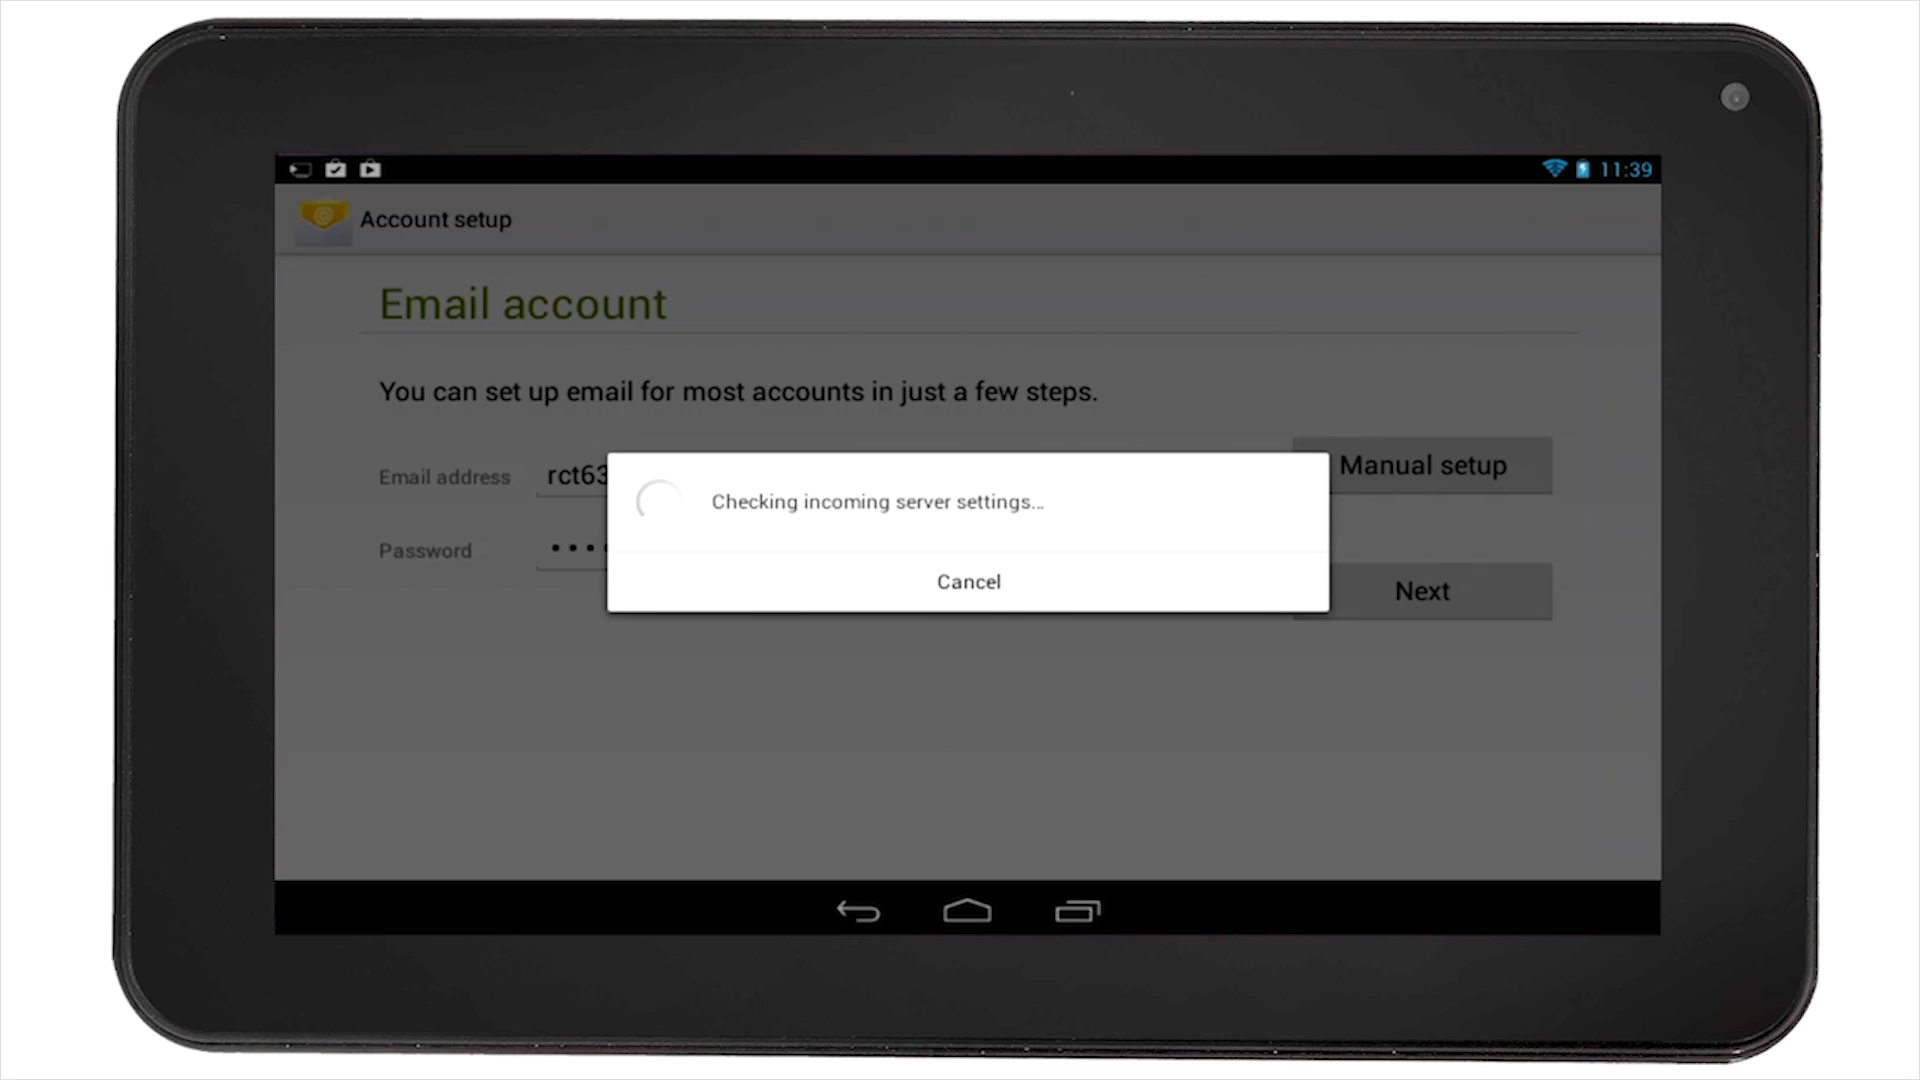 11:39
Account setup
Email account
You can set up email for most accounts in just a few steps.
Email address rct63
Manual setup
Checking incoming server settings...
Password ••••
Cancel
Next